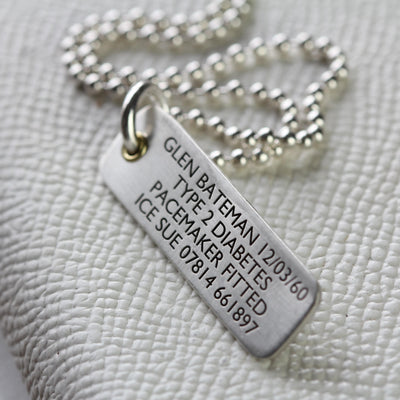 GLEN BATEMAN 12/03/60
TYPE 2 DIABETES
PACEMAKER FITTED
ICE SUE 07814 661897